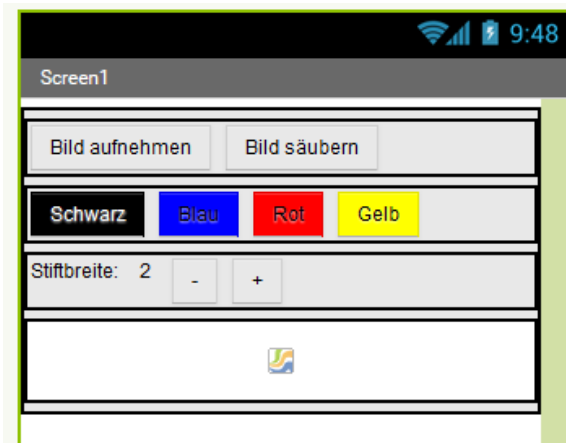 9:48
Screen1
Bild aufnehmen Bild säubern
Schwarz Blau Rot Gelb
Stiftbreite: 2 - +